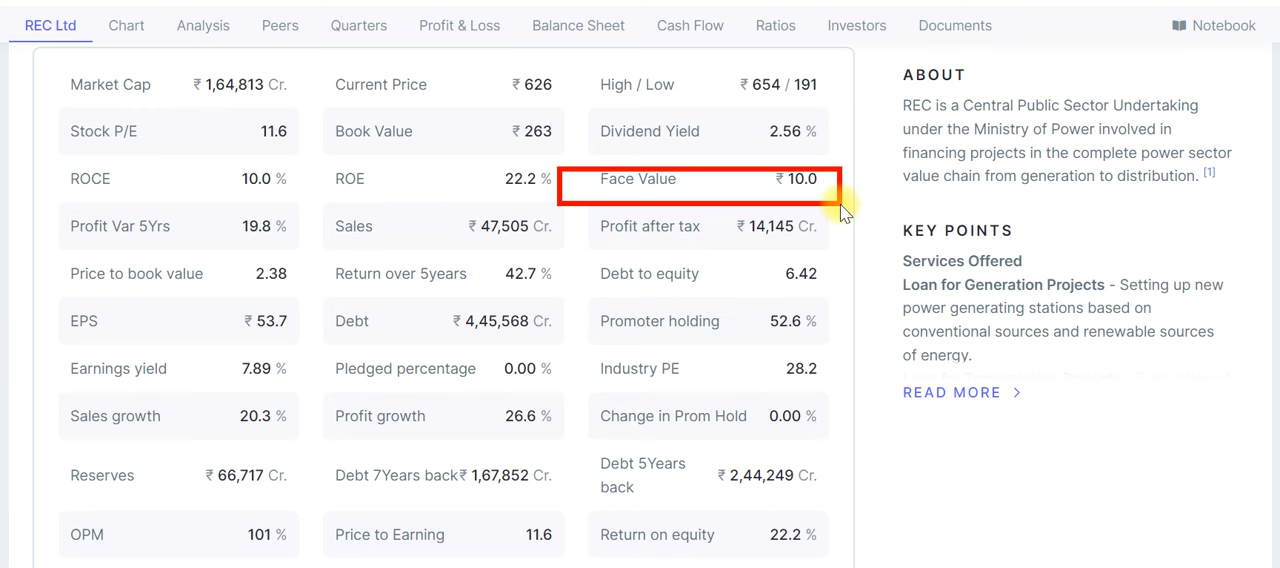 REC Ltd Chart Analysis Peers Quarters Profit & Loss Balance Sheet Cash Flow Ratios Investors Documents Notebook
Market Cap ₹ 1,64,813 Cr. Current Price ₹ 626 High / Low ₹ 654 / 191
Stock P/E 11.6 Book Value ₹ 263 Dividend Yield 2.56 %
ROCE 10.0 % ROE 22.2 % Face Value ₹ 10.0
Profit Var 5Yrs 19.8 % Sales ₹ 47,505 Cr. Profit after tax ₹ 14,145 Cr.
Price to book value 2.38 Return over 5years 42.7 % Debt to equity 6.42
EPS ₹ 53.7 Debt ₹ 4,45,568 Cr. Promoter holding 52.6 %
Earnings yield 7.89 % Pledged percentage 0.00 % Industry PE 28.2
Sales growth 20.3 % Profit growth 26.6 % Change in Prom Hold 0.00 %
Reserves ₹ 66,717 Cr. Debt 7Years back ₹ 1,67,852 Cr. Debt 5Years
back ₹ 2,44,249 Cr.
OPM 101 % Price to Earning 11.6 Return on equity 22.2 %
ABOUT
REC is a Central Public Sector Undertaking
under the Ministry of Power involved in
financing projects in the complete power sector
value chain from generation to distribution. [1]
KEY POINTS
Services Offered
Loan for Generation Projects - Setting up new
power generating stations based on
conventional sources and renewable sources
of energy.
READ MORE >